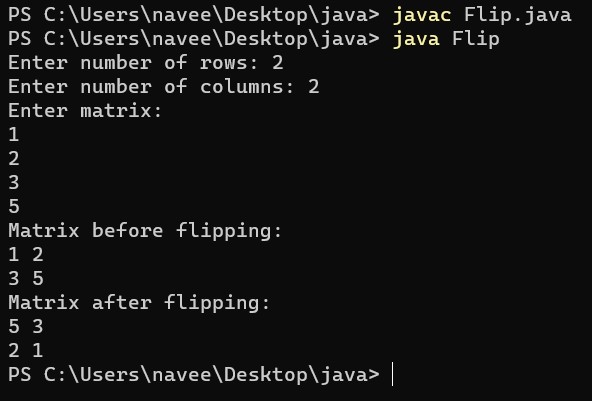 PS C:\Users\navee\Desktop\java> javac Flip.java
PS C:\Users\navee\Desktop\java> java Flip
Enter number of rows: 2
Enter number of columns: 2
Enter matrix:
1
2
3
5
Matrix before flipping:
1 2
3 5
Matrix after flipping:
5 3
2 1
PS C:\Users\navee\Desktop\java>